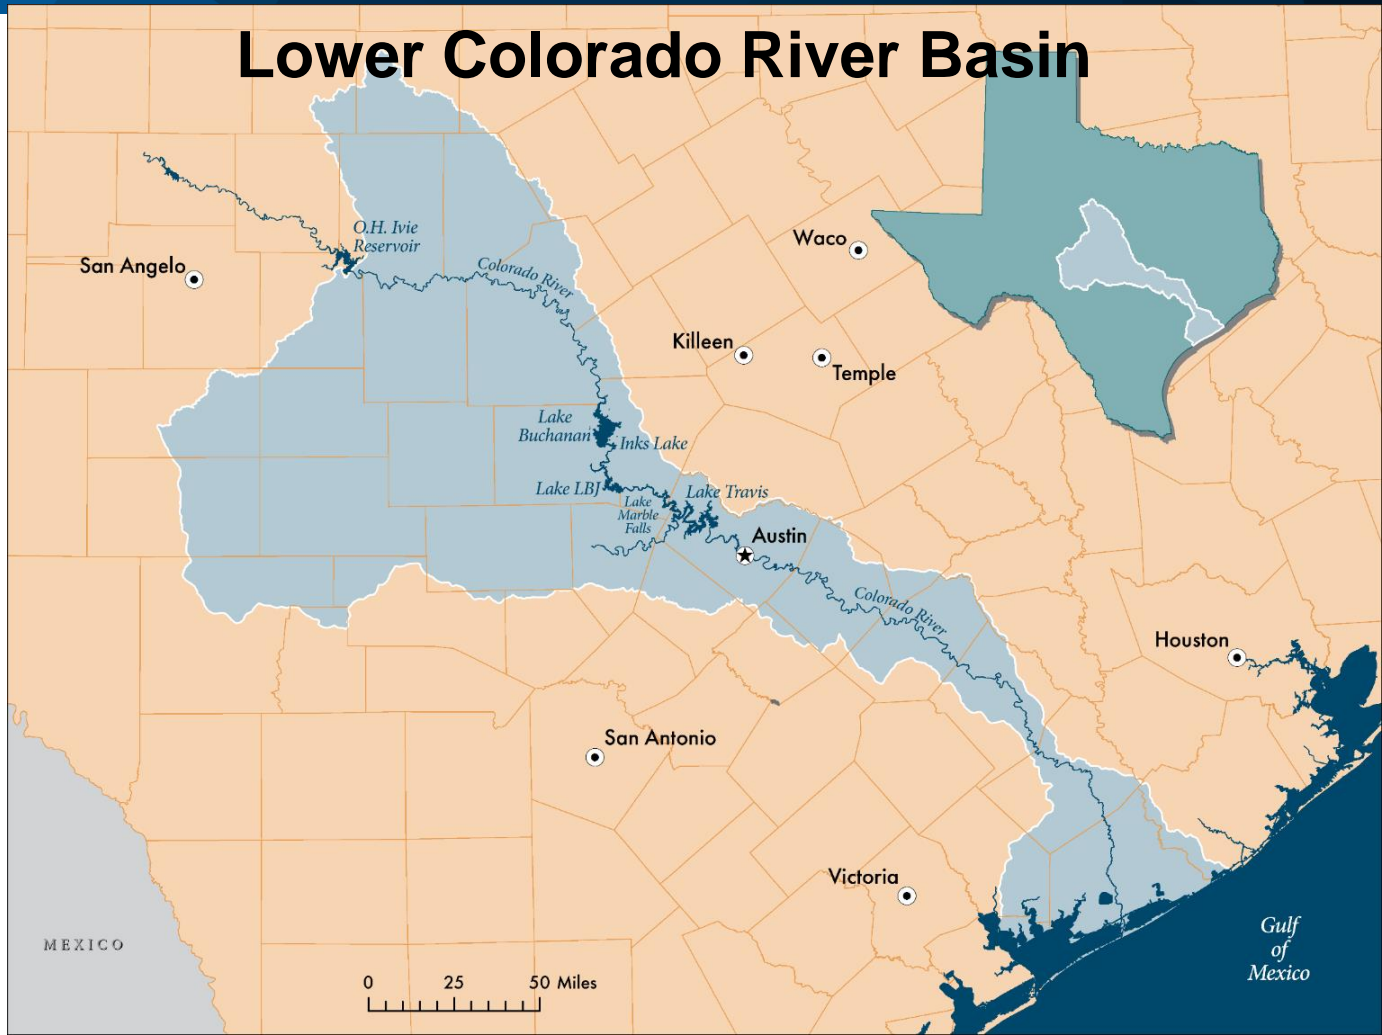 Lower Colorado River Basin
O.H. Ivie
Reservoir
San Angelo
Colorado River
Waco
Killeen
Temple
Lake
Buchanan
Inks Lake
Lake LBJ
Lake
Marble
Falls
Lake Travis
Austin
Colorado River
Houston
San Antonio
Victoria
MEXICO
Gulf
of
Mexico
0 25 50 Miles